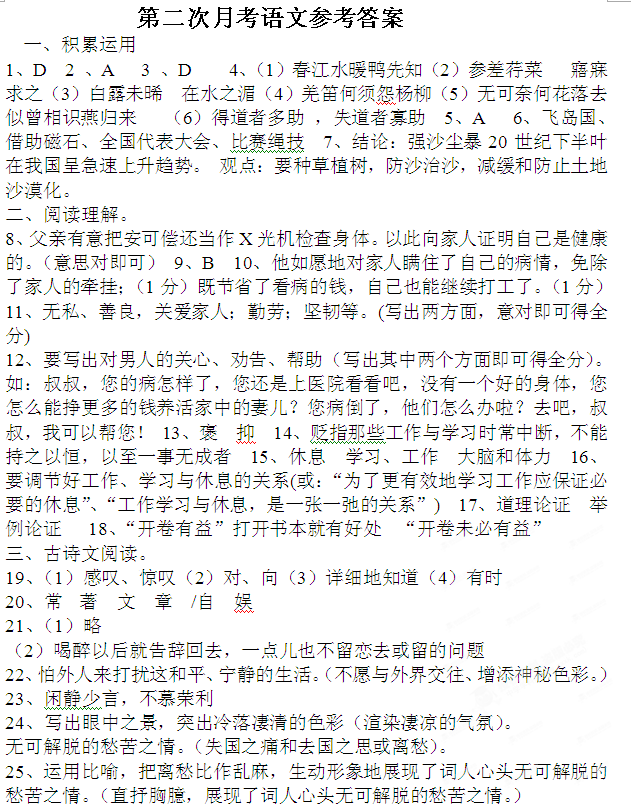 第二次月考语文参考答案
一、积累运用
1、D 2 、A 3 、D 4、（1）春江水暖鸭先知（2）参差荇菜 寤寐
求之（3）白露未晞 在水之湄（4）羌笛何须怨杨柳（5）无可奈何花落去
似曾相识燕归来 （6）得道者多助 ，失道者寡助 5、A 6、飞岛国、
借助磁石、全国代表大会、比赛绳技 7、结论：强沙尘暴 20 世纪下半叶
在我国呈急速上升趋势。 观点：要种草植树，防沙治沙，减缓和防止土地
沙漠化。
二、阅读理解。
8、父亲有意把安可偿还当作 X 光机检查身体。以此向家人证明自己是健康
的。（意思对即可） 9、B 10、他如愿地对家人瞒住了自己的病情，免除
了家人的牵挂；（1 分）既节省了看病的钱，自己也能继续打工了。（1 分）
11、无私、善良，关爱家人；勤劳；坚韧等。(写出两方面，意对即可得全
分)
12、要写出对男人的关心、劝告、帮助（写出其中两个方面即可得全分）。
如：叔叔，您的病怎样了，您还是上医院看看吧，没有一个好的身体，您
怎么能挣更多的钱养活家中的妻儿？您病倒了，他们怎么办啦？去吧，叔
叔，我可以帮您！ 13、褒 抑 14、贬指那些工作与学习时常中断，不能
持之以恒，以至一事无成者 15、休息 学习、工作 大脑和体力 16、
要调节好工作、学习与休息的关系(或：“为了更有效地学习工作应保证必
要的休息”、“工作学习与休息，是一张一弛的关系”) 17、道理论证 举
例论证 18、“开卷有益”打开书本就有好处 “开卷未必有益”
三、古诗文阅读。
19、（1）感叹、惊叹（2）对、向（3）详细地知道（4）有时
20、常 著 文 章 /自 娱
21、（1）略
（2）喝醉以后就告辞回去，一点儿也不留恋去或留的问题
22、怕外人来打扰这和平、宁静的生活。（不愿与外界交往、增添神秘色彩。）
23、闲静少言，不慕荣利
24、写出眼中之景，突出冷落凄清的色彩（渲染凄凉的气氛）。
无可解脱的愁苦之情。（失国之痛和去国之思或离愁）。
25、运用比喻，把离愁比作乱麻，生动形象地展现了词人心头无可解脱的
愁苦之情。（直抒胸臆，展现了词人心头无可解脱的愁苦之情。）